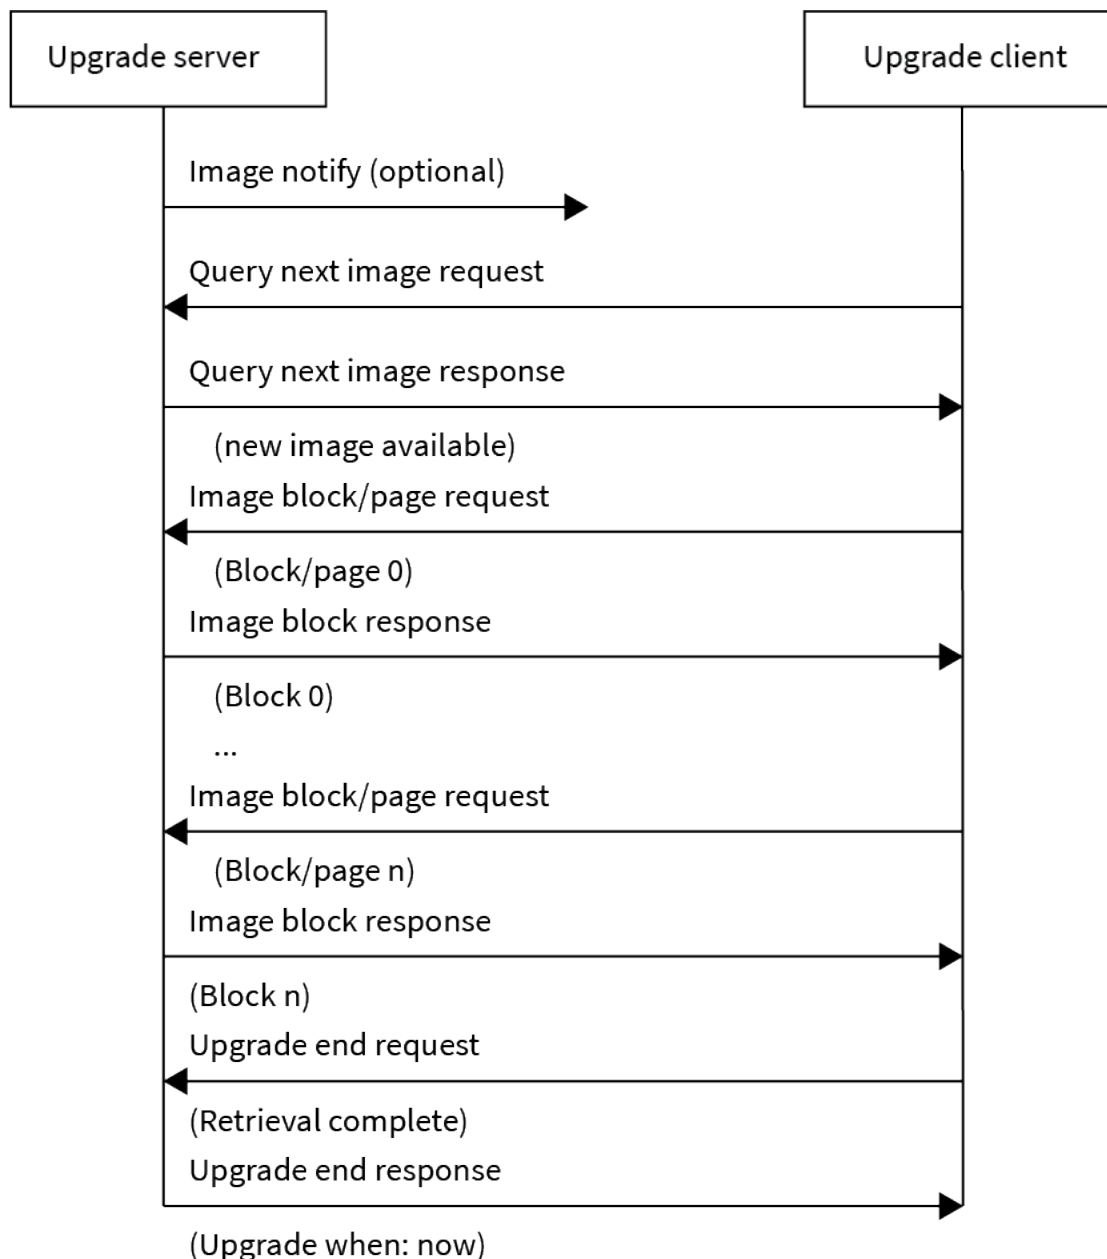 Upgrade server
Upgrade client
Image notify (optional)
Query next image request
Query next image response
(new image available)
Image block/page request
(Block/page 0)
Image block response
(Block 0)
...
Image block/page request
(Block/page n)
Image block response
(Block n)
Upgrade end request
(Retrieval complete)
Upgrade end response
(Upgrade when: now)